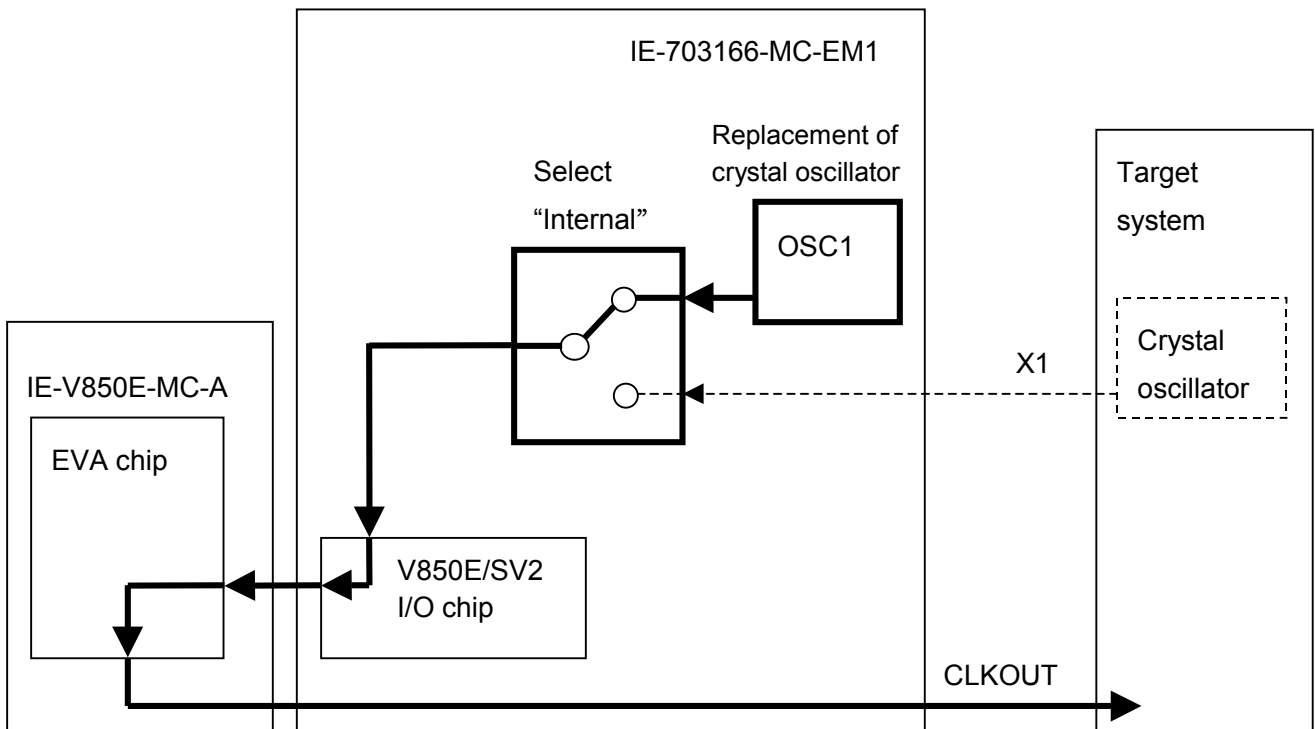 IE-703166-MC-EM1
Replacement of
crystal oscillator
Select
“Internal”
OSC1
Target
system
Crystal
oscillator
X1
IE-V850E-MC-A
EVA chip
V850E/SV2
I/O chip
CLKOUT